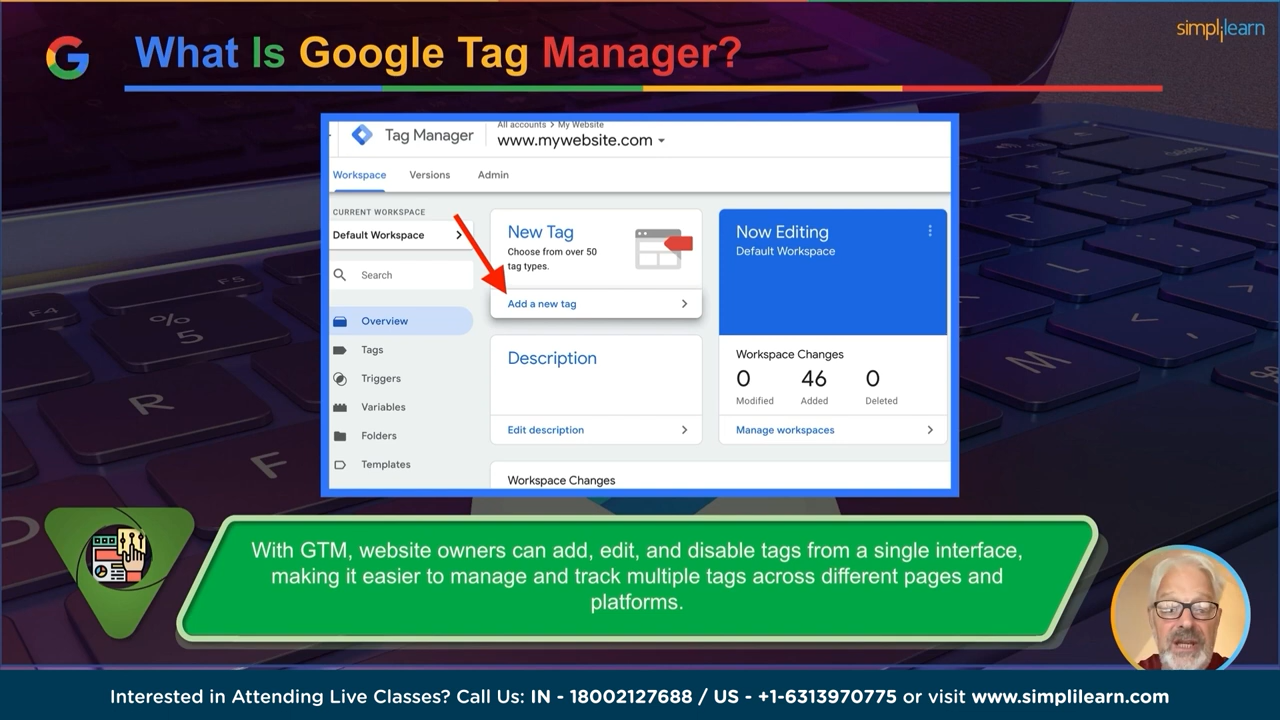 What Is Google Tag Manager?
simplilearn
Tag Manager
All accounts > My Website
www.mywebsite.com
Workspace Versions Admin
CURRENT WORKSPACE
Default Workspace
Search
Overview
Tags
Triggers
Variables
Folders
Templates
New Tag
Choose from over 50
tag types.
Add a new tag
Description
Edit description
Now Editing
Default Workspace
Workspace Changes
0 46 0
Modified Added Deleted
Manage workspaces
Workspace Changes
F4
F5
%
5
R
F
P
L
M
With GTM, website owners can add, edit, and disable tags from a single interface,
making it easier to manage and track multiple tags across different pages and
platforms.
Interested in Attending Live Classes? Call Us: IN - 18002127688 / US - +1-6313970775 or visit www.simplilearn.com